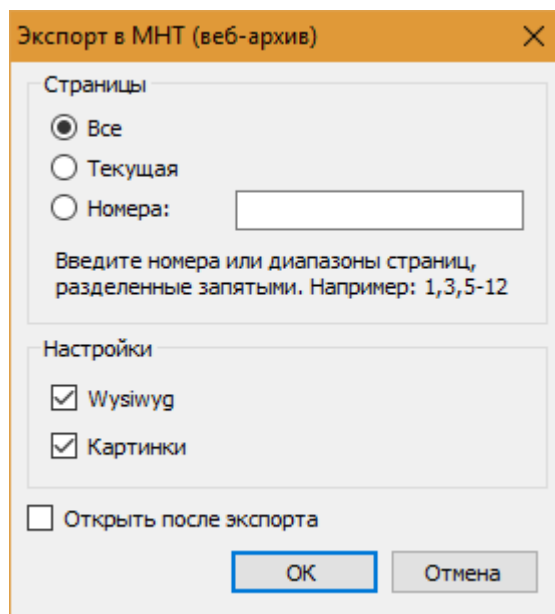 Экспорт в МНТ (веб-архив)
Страницы
Все
Текущая
Номера:
Введите номера или диапазоны страниц,
разделенные запятыми. Например: 1,3,5-12
Настройки
Wysiwyg
Картинки
Открыть после экспорта
OK
Отмена